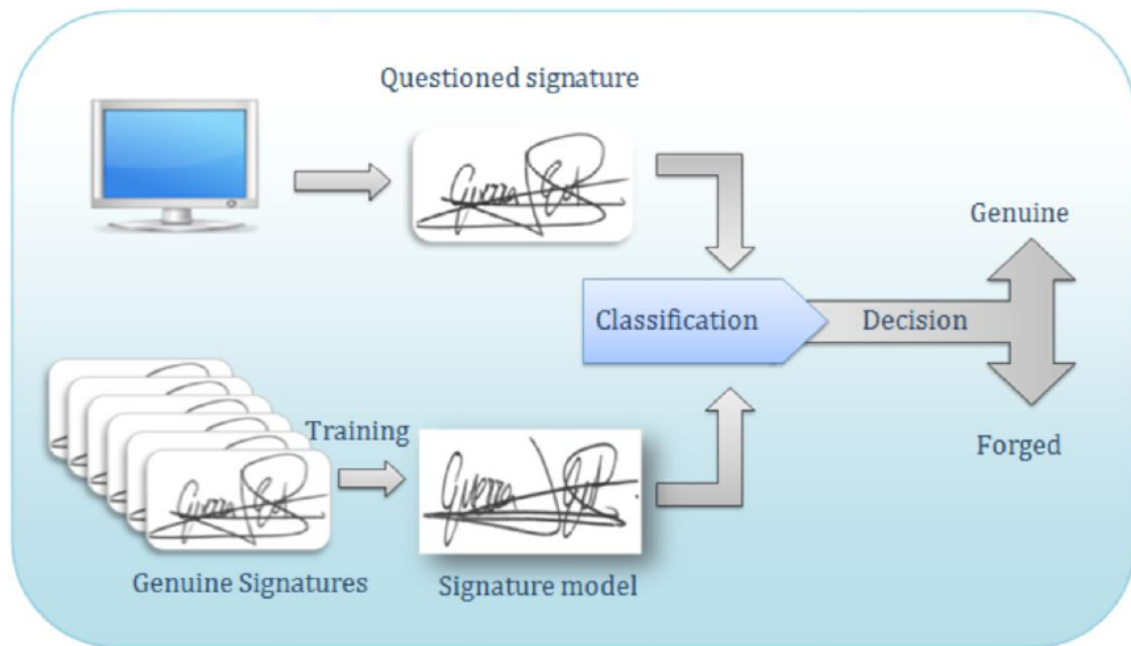 Questioned signature
Genuine
Classification
Decision
Training
Forged
Genuine Signatures
Signature model